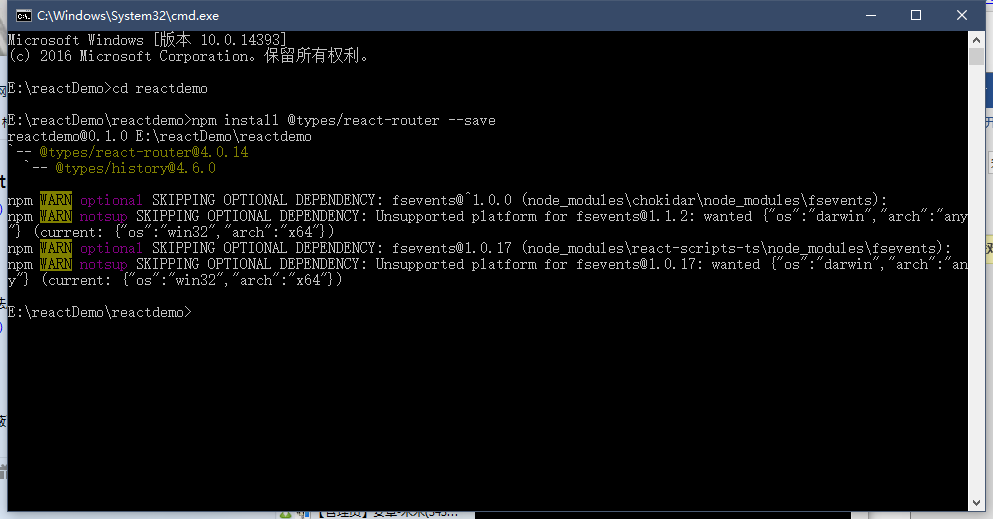 C:\Windows\System32\cmd.exe
Microsoft Windows [版本 10.0.14393]
(c) 2016 Microsoft Corporation。保留所有权利。
E:\reactDemo>cd reactdemo
E:\reactDemo\reactdemo>npm install @types/react-router --save
reactdemo@0.1.0 E:\reactDemo\reactdemo
`-- @types/react-router@4.0.14
  `-- @types/history@4.6.0
npm WARN optional SKIPPING OPTIONAL DEPENDENCY: fsevents@^1.0.0 (node_modules\chokidar\node_modules\fsevents):
npm WARN notsup SKIPPING OPTIONAL DEPENDENCY: Unsupported platform for fsevents@1.1.2: wanted {"os":"darwin","arch":"any
"} (current: {"os":"win32","arch":"x64"})
npm WARN optional SKIPPING OPTIONAL DEPENDENCY: fsevents@1.0.17 (node_modules\react-scripts-ts\node_modules\fsevents):
npm WARN notsup SKIPPING OPTIONAL DEPENDENCY: Unsupported platform for fsevents@1.0.17: wanted {"os":"darwin","arch":"an
y"} (current: {"os":"win32","arch":"x64"})
E:\reactDemo\reactdemo>